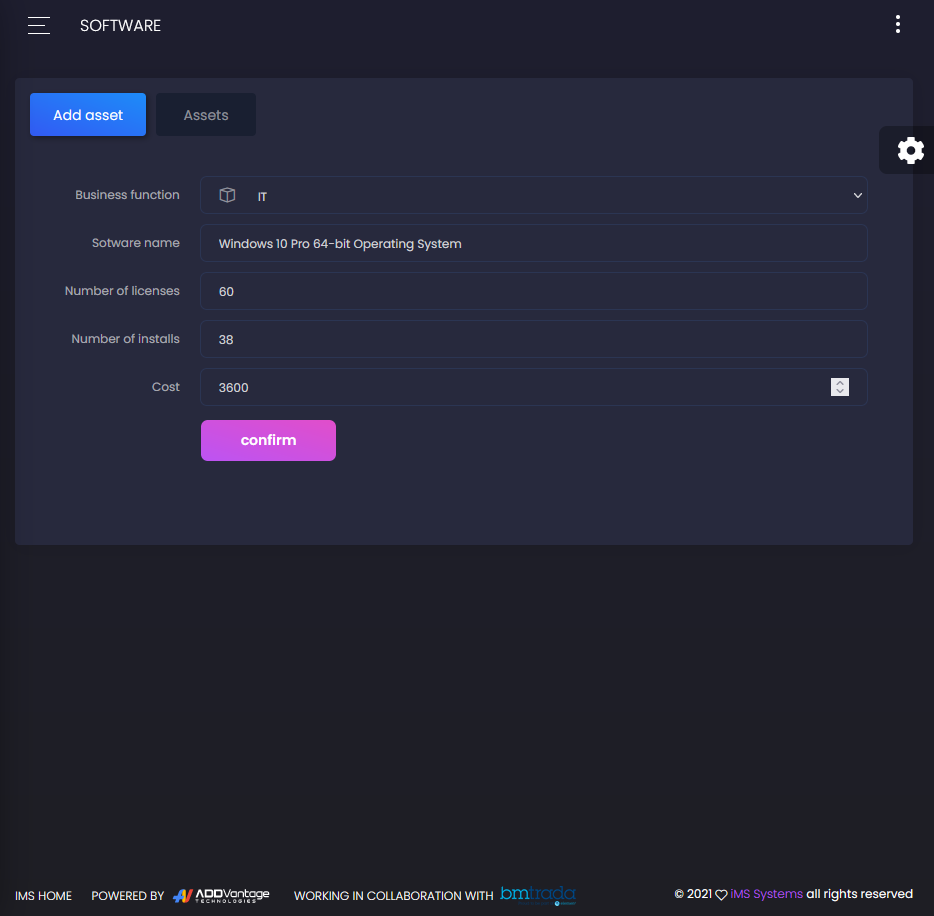 SOFTWARE
Add asset
Assets
Business function
IT
Sotware name
Windows 10 Pro 64-bit Operating System
Number of licenses
60
Number of installs
38
Cost
3600
confirm
IMS HOME
POWERED BY
ADDVantage
TECHNOLOGIES
WORKING IN COLLABORATION WITH
bmtrada
© 2021 iMS Systems all rights reserved